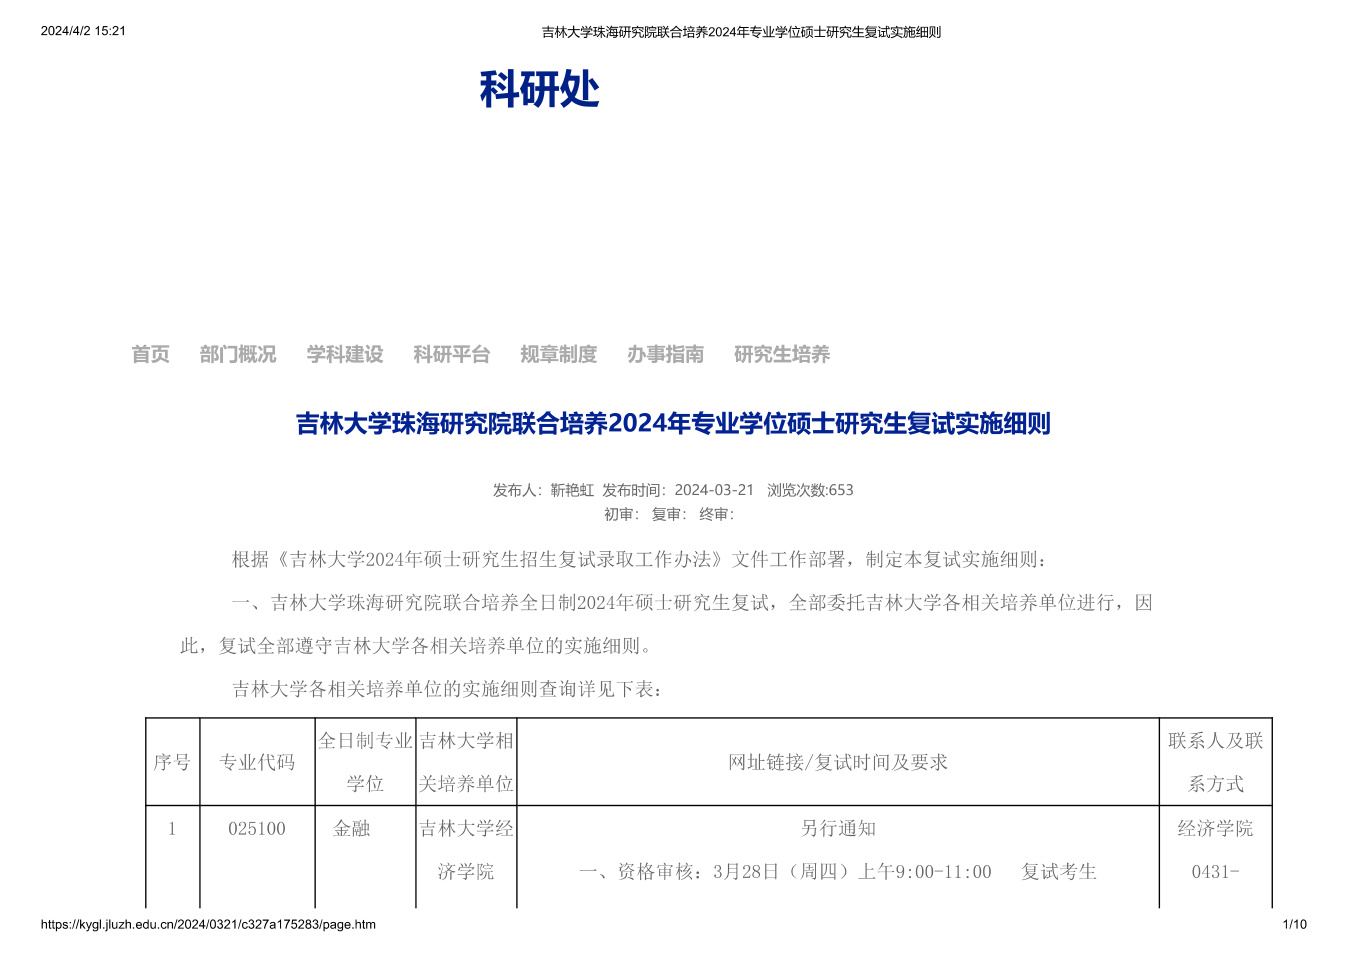 2024/4/2 15:21 吉林大学珠海研究院联合培养2024年专业学位硕士研究生复试实施细则
科研处
首页 部门概况 学科建设 科研平台 规章制度 办事指南 研究生培养
吉林大学珠海研究院联合培养2024年专业学位硕士研究生复试实施细则
发布人：靳艳虹 发布时间：2024-03-21 浏览次数:653
初审： 复审： 终审：
根据《吉林大学2024年硕士研究生招生复试录取工作办法》文件工作部署，制定本复试实施细则：
一、吉林大学珠海研究院联合培养全日制2024年硕士研究生复试，全部委托吉林大学各相关培养单位进行，因
此，复试全部遵守吉林大学各相关培养单位的实施细则。
吉林大学各相关培养单位的实施细则查询详见下表：
序号 专业代码 全日制专业学位 吉林大学相关培养单位 网址链接/复试时间及要求 联系人及联系方式
1 025100 金融 吉林大学经 另行通知 经济学院
济学院 一、资格审核：3月28日（周四）上午9:00-11:00 复试考生 0431-
https://kygl.jluzh.edu.cn/2024/0321/c327a175283/page.htm 1/10